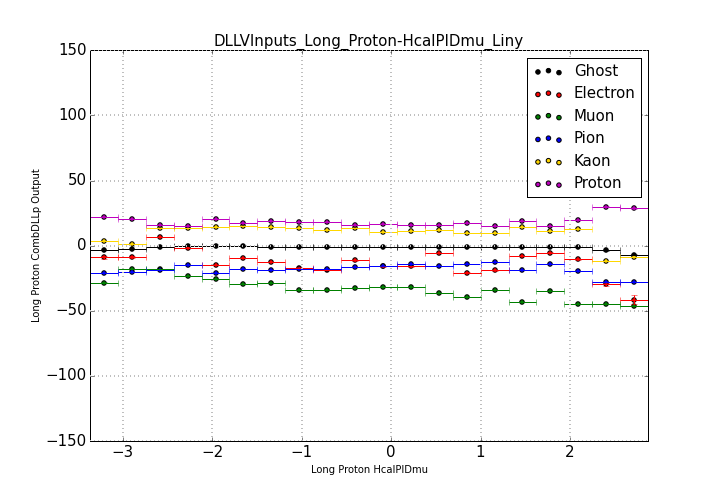 DLLVInputs_Long_Proton-HcalPIDmu_Liny
150
100
50
0
−50
−100
−150
Long Proton CombDLLp Output
Ghost
Electron
Muon
Pion
Kaon
Proton
−3 −2 −1 0 1 2
Long Proton HcalPIDmu